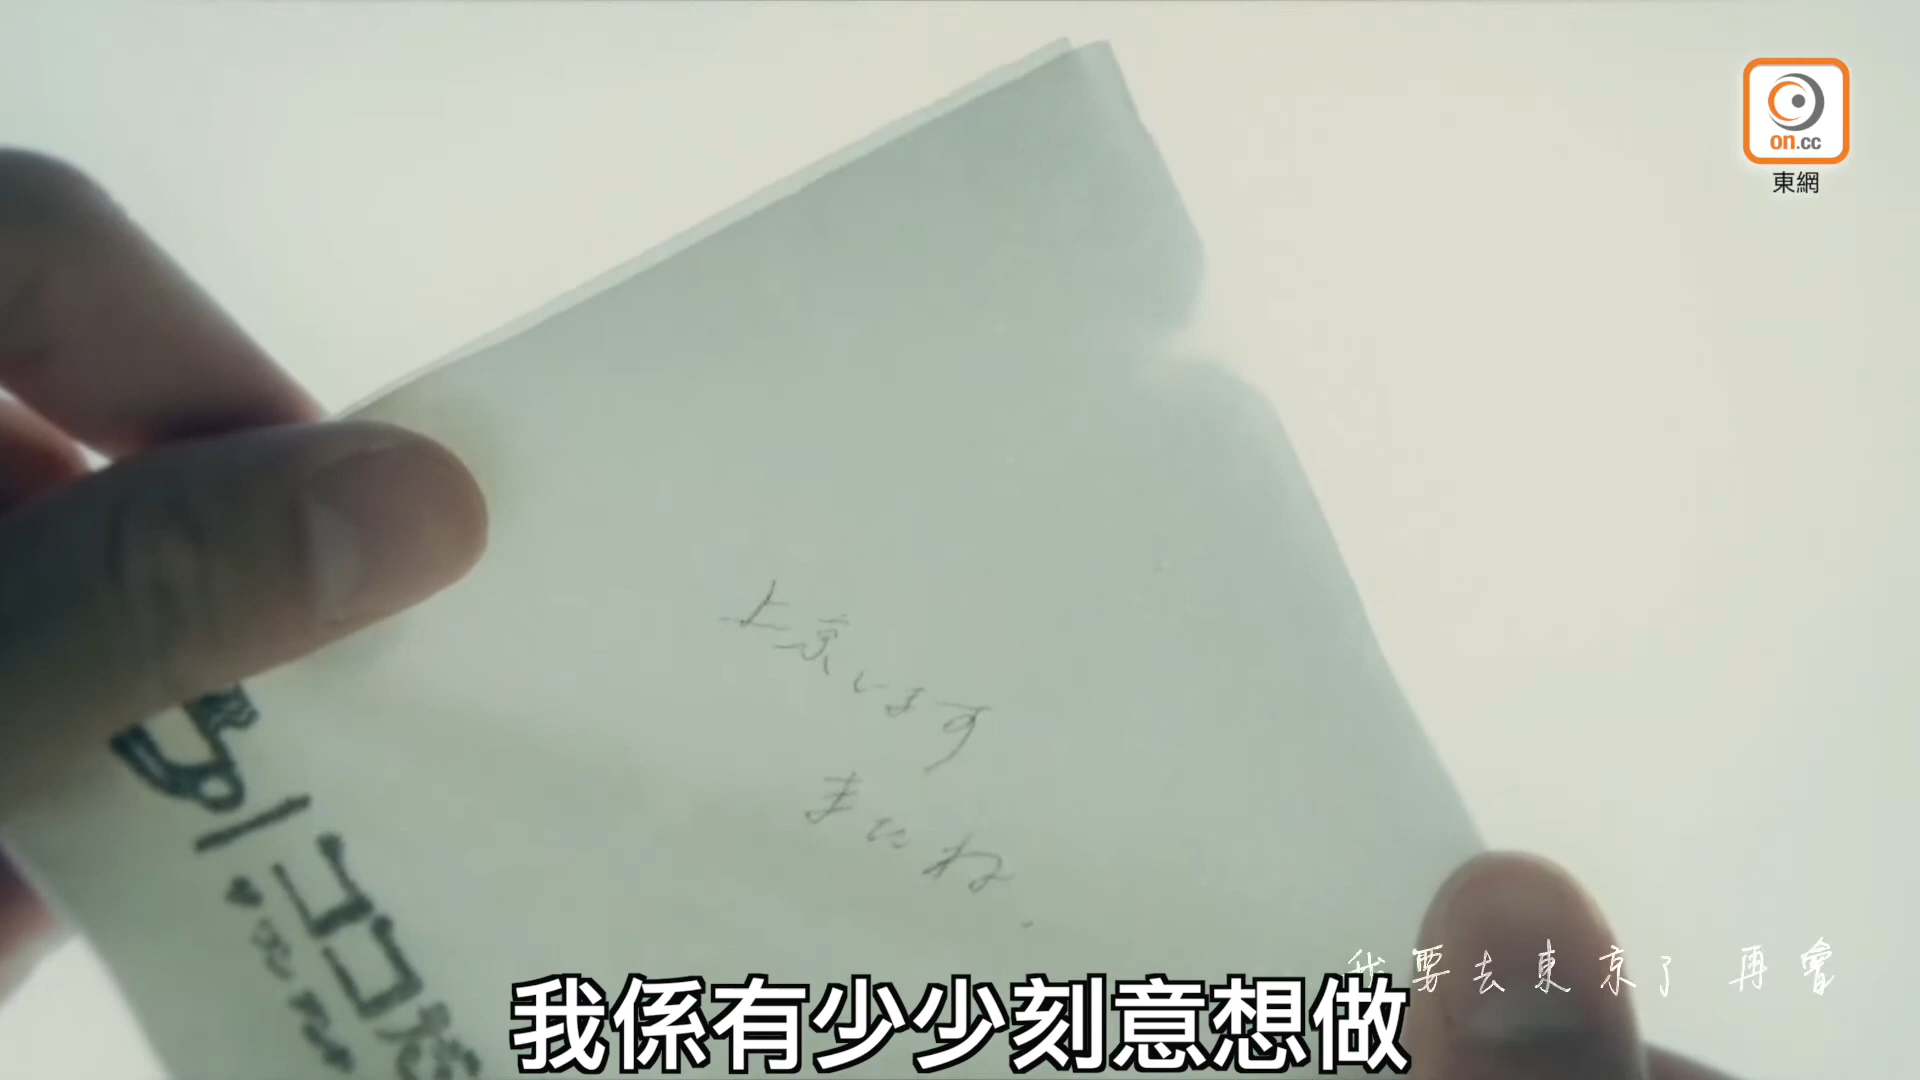 on.cc
東網
上京します
またね.
我要去東京了 再會
我係有少少刻意想做